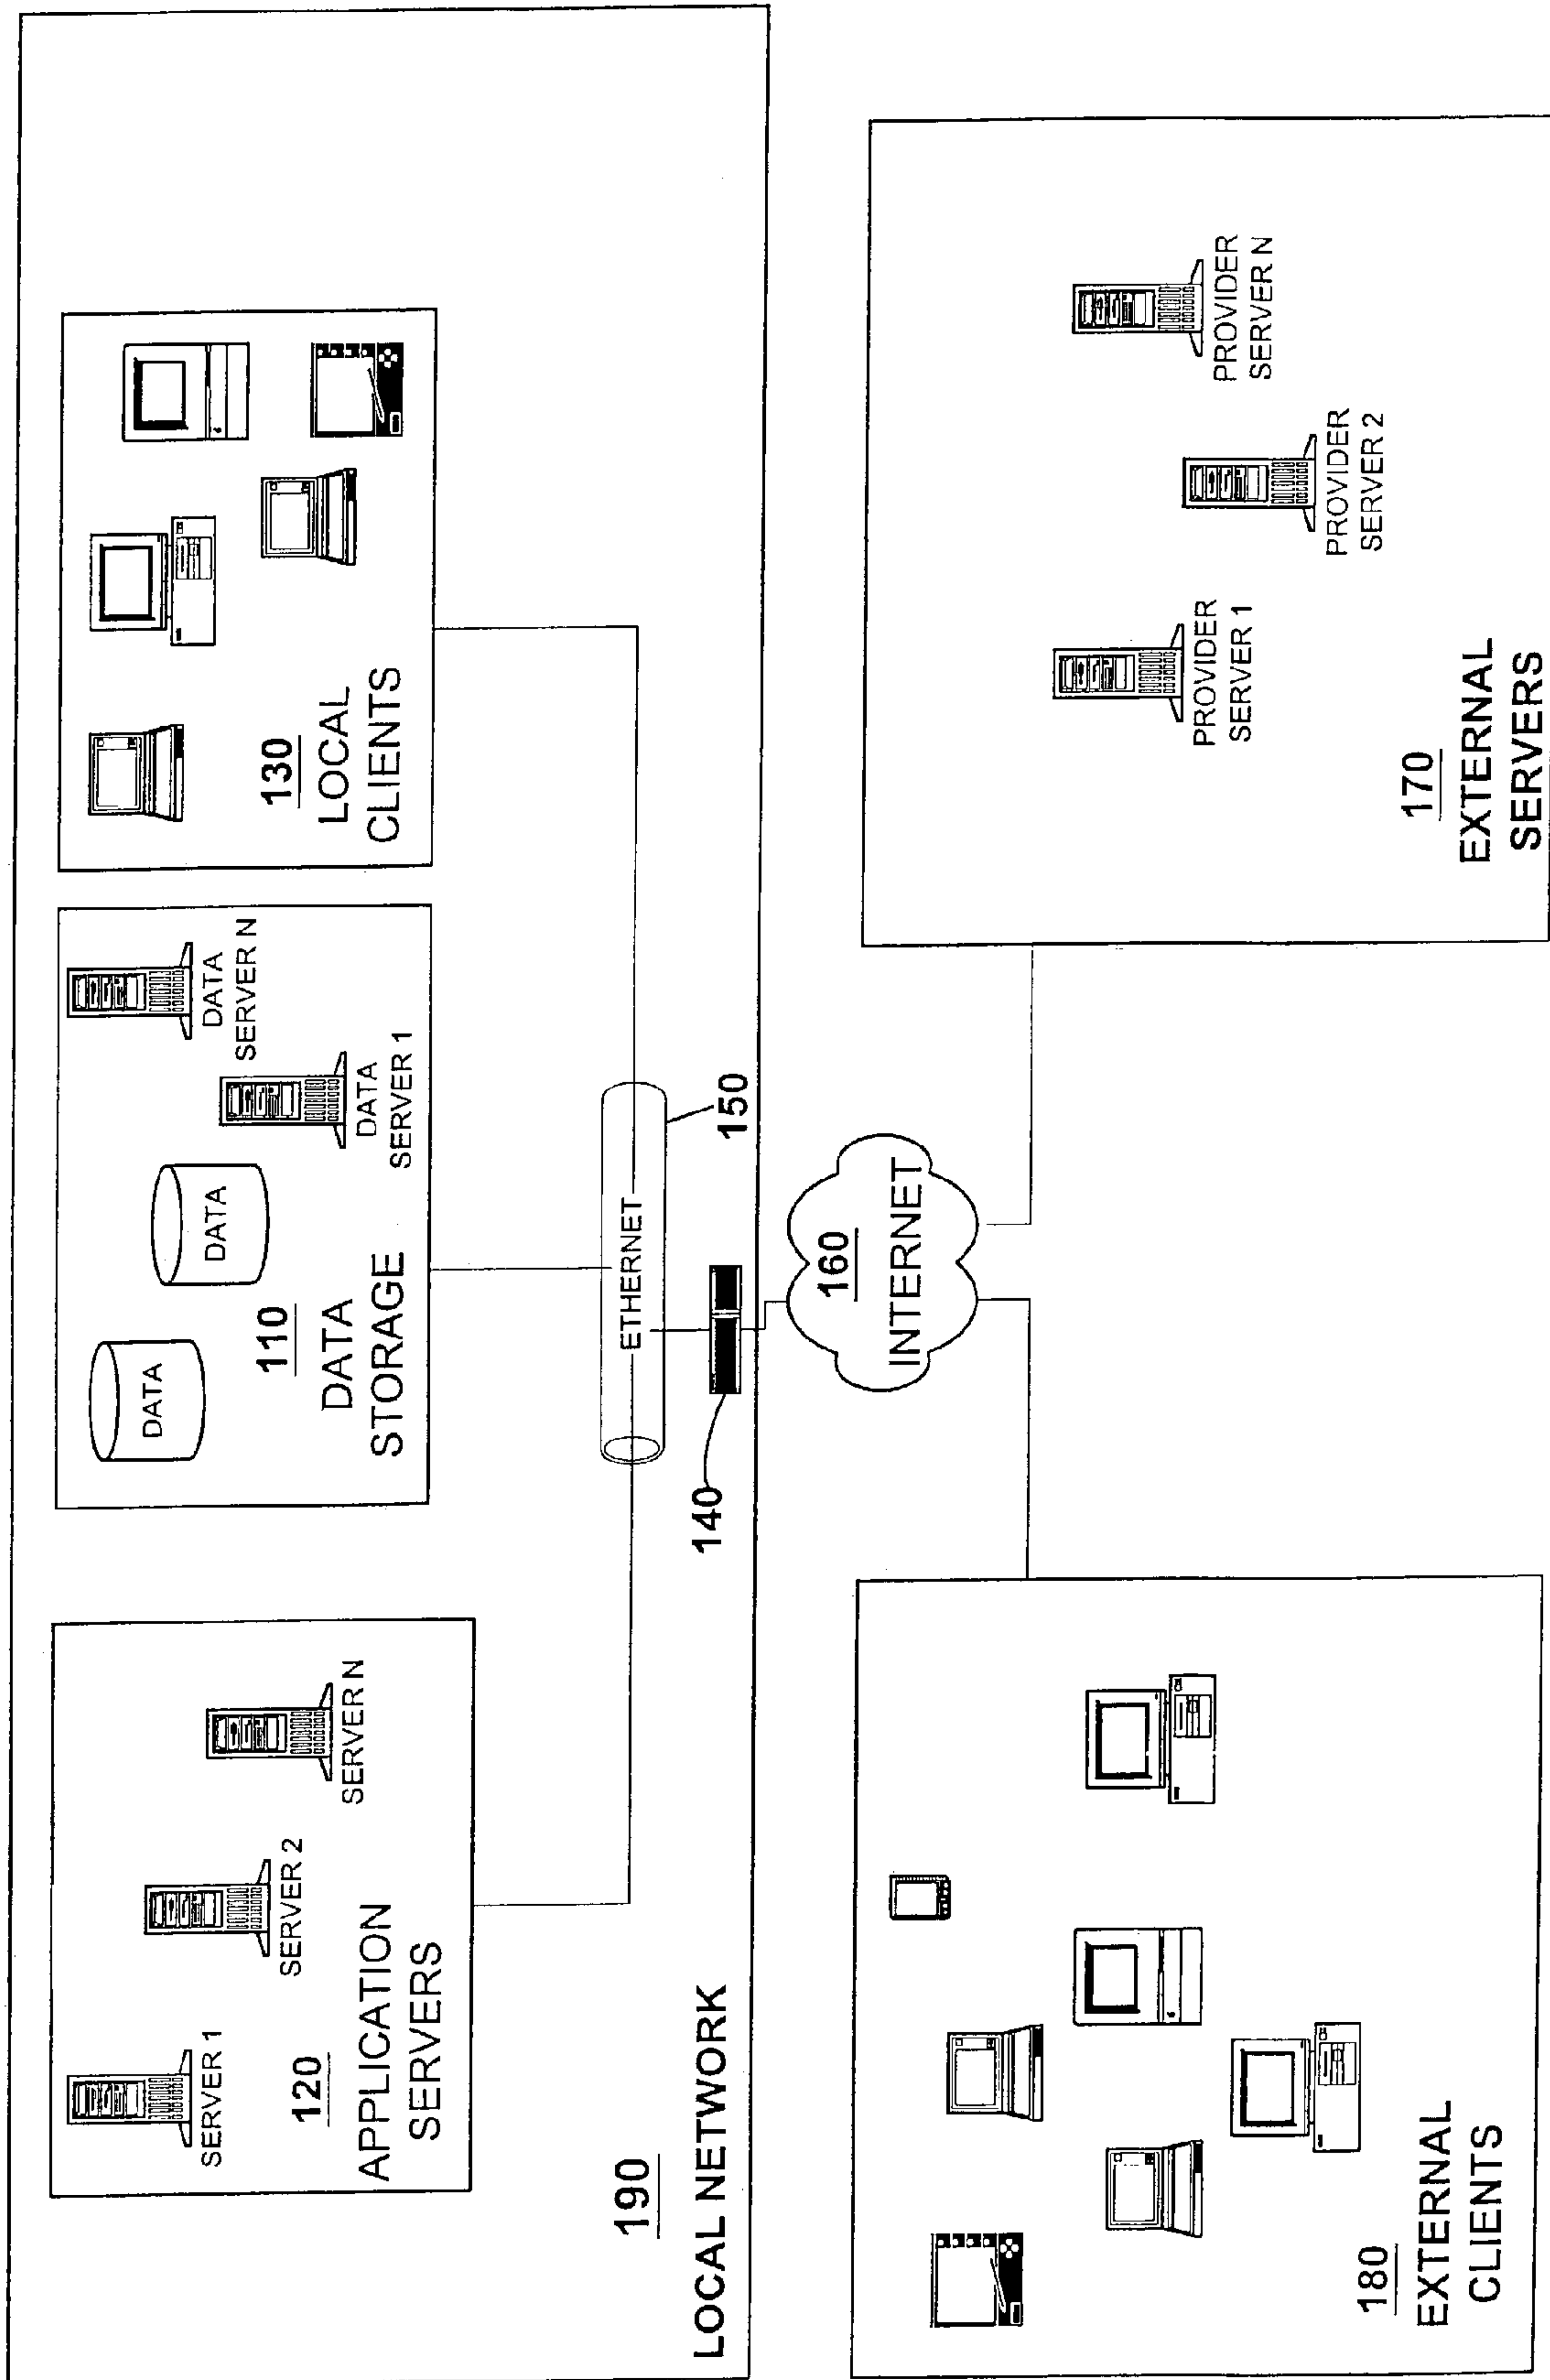 SERVER 1
SERVER 2
SERVER N
120
APPLICATION
SERVERS
DATA
DATA
110
DATA
STORAGE
DATA
SERVER 1
DATA
SERVER N
130
LOCAL
CLIENTS
ETHERNET
150
140
190
LOCAL NETWORK
160
INTERNET
180
EXTERNAL
CLIENTS
PROVIDER
SERVER 1
PROVIDER
SERVER 2
PROVIDER
SERVER N
170
EXTERNAL
SERVERS